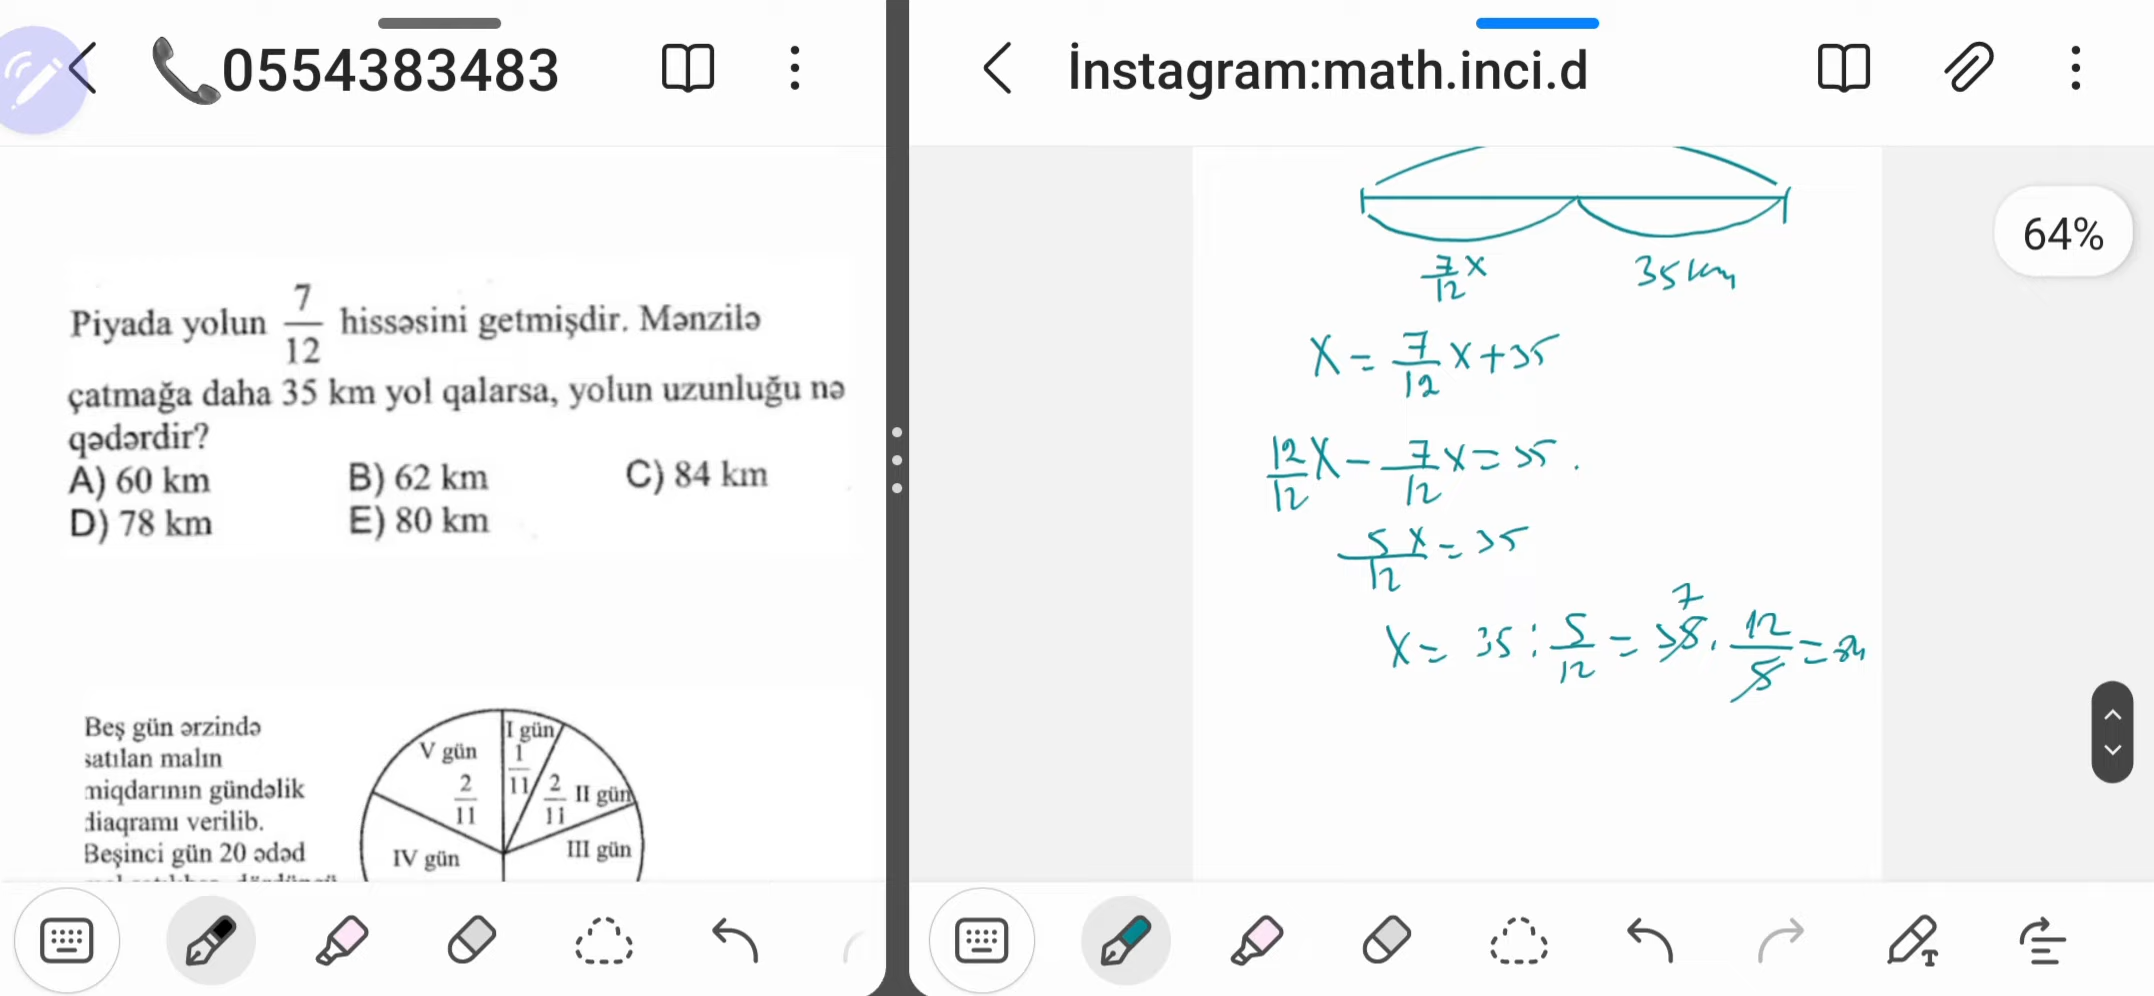 0554383483
Piyada yolun 7/12 hissəsini getmişdir. Mənzilə
çatmağa daha 35 km yol qalarsa, yolun uzunluğu nə
qədərdir?
A) 60 km B) 62 km C) 84 km
D) 78 km E) 80 km
Beş gün ərzində
satılan malın
miqdarının gündəlik
diaqramı verilib.
Beşinci gün 20 ədəd
I gün 1/11
2/11 II gün
III gün
IV gün
V gün 2/11
İnstagram:math.inci.d
64%
7/12 x 35 km
X = 7/12 x + 35
12/12 X - 7/12 x = 35.
5x/12 = 35
7
X = 35 : 5/12 = 35 . 12/5 = 84
T